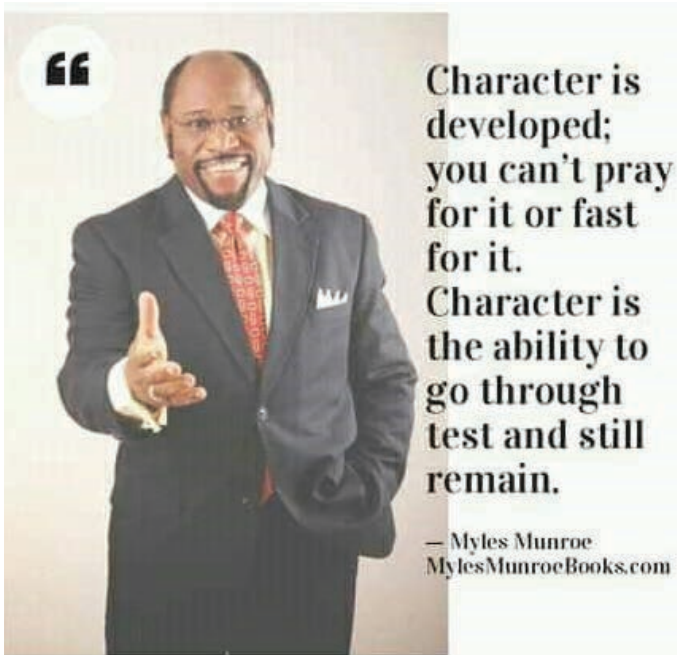 “
Character is
developed;
you can’t pray
for it or fast
for it.
Character is
the ability to
go through
test and still
remain.
— Myles Munroe
MylesMunroeBooks.com